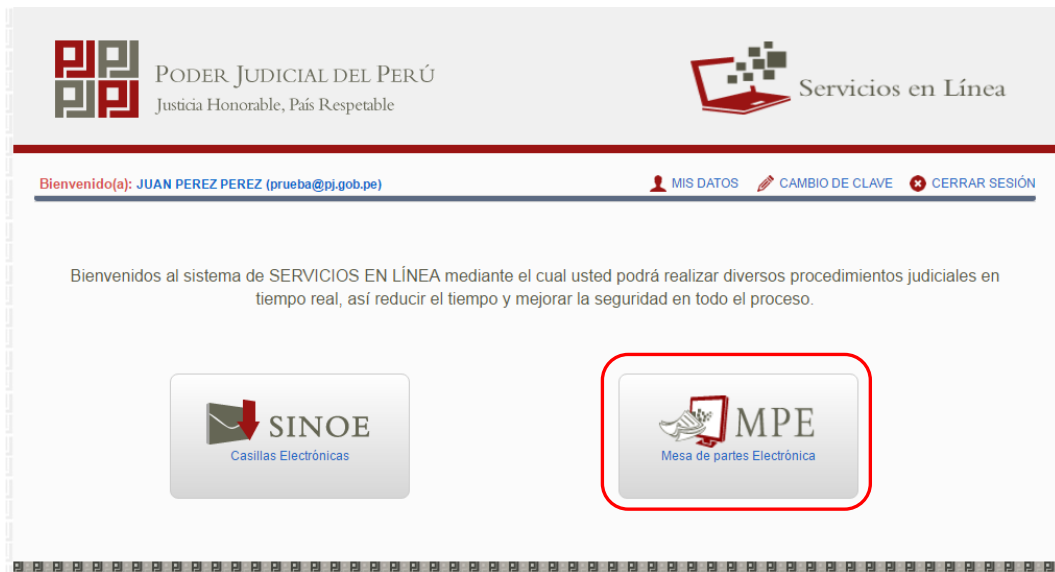 PODER JUDICIAL DEL PERÚ
Justicia Honorable, País Respetable
Servicios en Línea
Bienvenido(a): JUAN PEREZ PEREZ (prueba@pj.gob.pe)
MIS DATOS CAMBIO DE CLAVE CERRAR SESIÓN
Bienvenidos al sistema de SERVICIOS EN LÍNEA mediante el cual usted podrá realizar diversos procedimientos judiciales en
tiempo real, así reducir el tiempo y mejorar la seguridad en todo el proceso.
SINOE
Casillas Electrónicas
MPE
Mesa de partes Electrónica